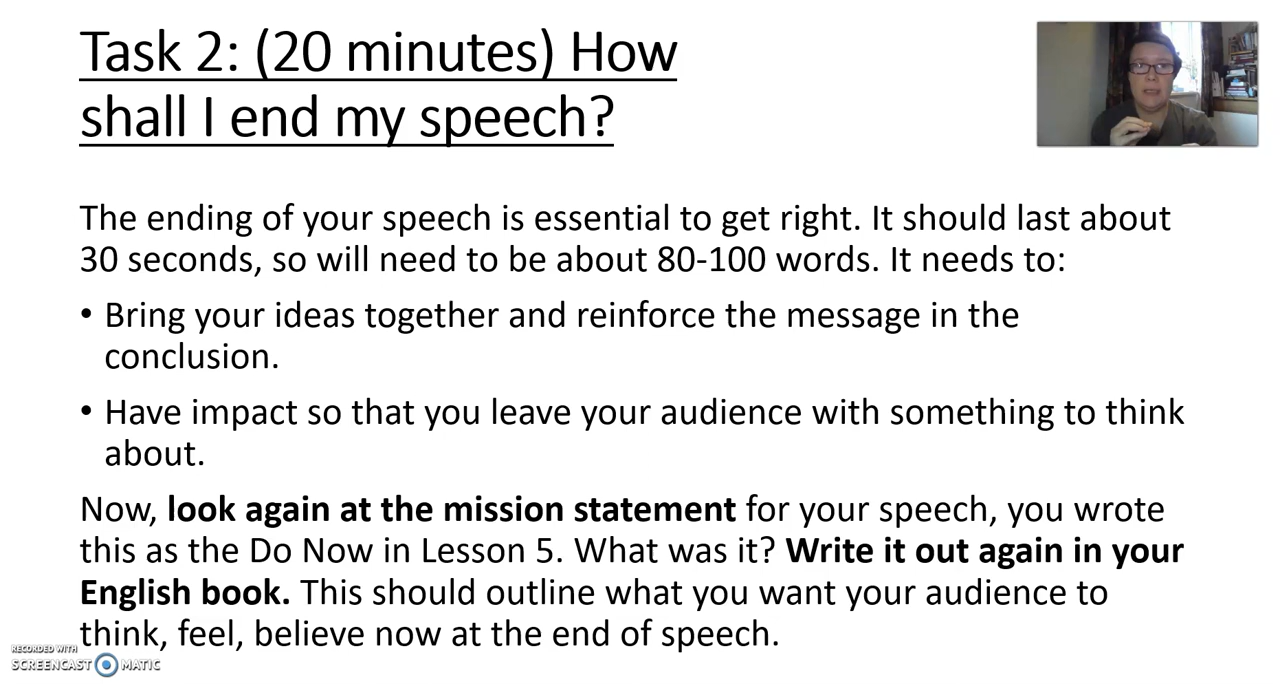 Task 2: (20 minutes) How
shall I end my speech?
The ending of your speech is essential to get right. It should last about
30 seconds, so will need to be about 80-100 words. It needs to:
• Bring your ideas together and reinforce the message in the
conclusion.
• Have impact so that you leave your audience with something to think
about.
Now, look again at the mission statement for your speech, you wrote
this as the Do Now in Lesson 5. What was it? Write it out again in your
English book. This should outline what you want your audience to
think, feel, believe now at the end of speech.
RECORDED WITH
SCREENCAST MATIC